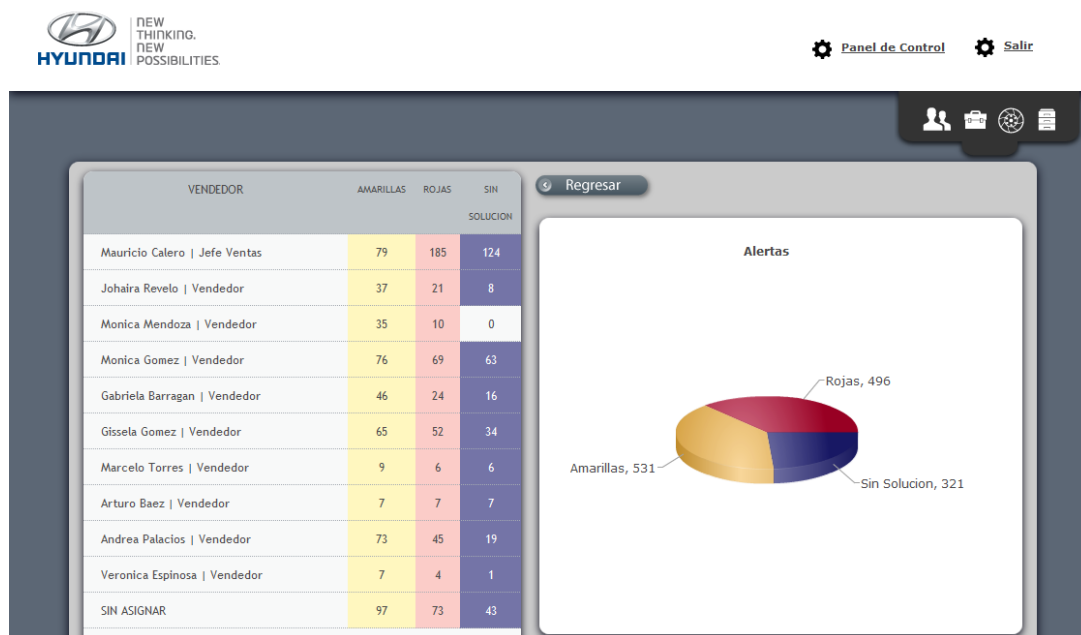 NEW
THINKING.
NEW
POSSIBILITIES.
HYUNDAI
Panel de Control
Salir
VENDEDOR AMARILLAS ROJAS SIN SOLUCION
Regresar
Mauricio Calero | Jefe Ventas 79 185 124
Johaira Revelo | Vendedor 37 21 8
Monica Mendoza | Vendedor 35 10 0
Monica Gomez | Vendedor 76 69 63
Gabriela Barragan | Vendedor 46 24 16
Gissela Gomez | Vendedor 65 52 34
Marcelo Torres | Vendedor 9 6 6
Arturo Baez | Vendedor 7 7 7
Andrea Palacios | Vendedor 73 45 19
Veronica Espinosa | Vendedor 7 4 1
SIN ASIGNAR 97 73 43
Alertas
Rojas, 496
Amarillas, 531
Sin Solucion, 321